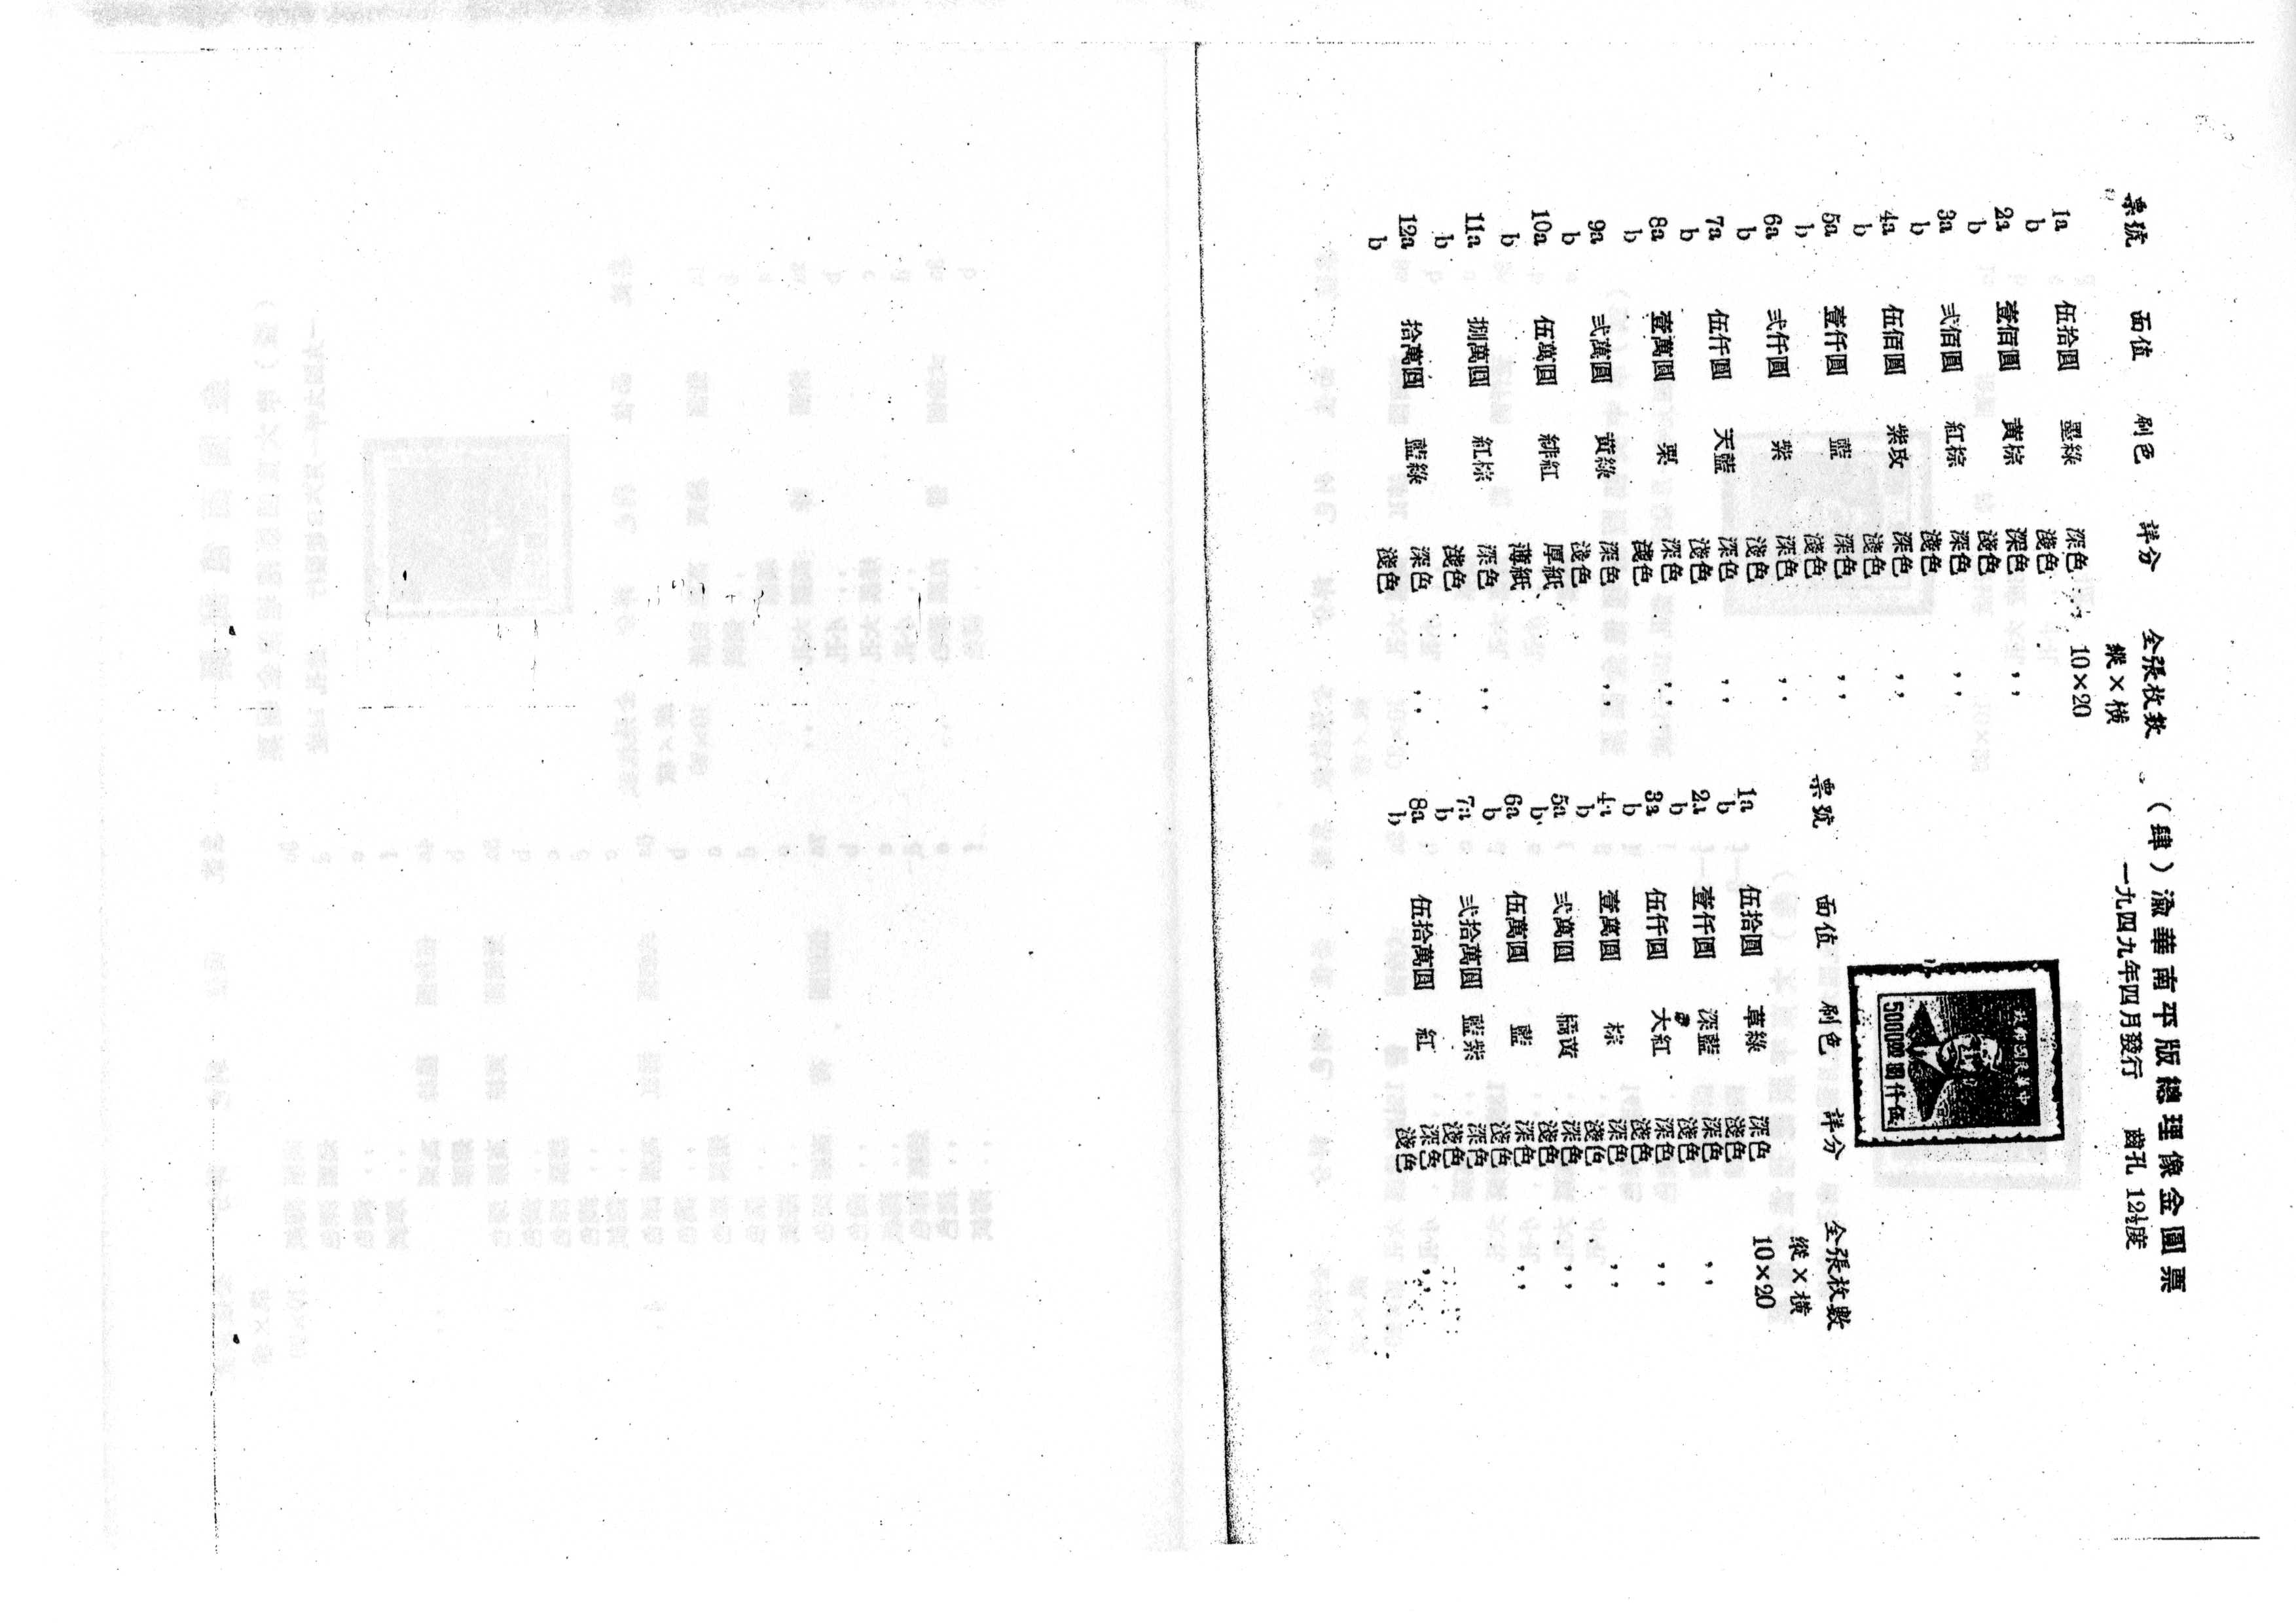 票號 面位 刷色 詳分 全張枚數
縱×橫
1a 伍拾圓 墨綠 深色 10×20
b 淺色
2a 壹佰圓 黃棕 深色 ,,
b 淺色
3a 弍佰圓 紅棕 深色 ,,
b 淺色
4a 伍佰圓 紫玫 深色 ,,
b 淺色
5a 壹仟圓 藍 深色 ,,
b 淺色
6a 弍仟圓 紫 深色 ,,
b 淺色
7a 伍仟圓 天藍 深色 ,,
b 淺色
8a 壹萬圓 栗 深色 ,,
b 淺色
9a 弍萬圓 黃綠 深色 ,,
b 淺色
10a 伍萬圓 緋紅 厚紙
b 薄紙
11a 捌萬圓 紅棕 深色 ,,
b 淺色
12a 拾萬圓 藍綠 深色 ,,
b 淺色
(肆)渝華南平版總理像金圓票
一九四九年四月發行 齒孔 12½度
5000 圓仟伍
票號 面位 刷色 詳分 全張枚數
縱×橫
1a 伍拾圓 草綠 深色 10×20
b 淺色
2a 壹仟圓 深藍 深色 ,,
b 淺色
3a 伍仟圓 大紅 深色 ,,
b 淺色
4a 壹萬圓 棕 深色 ,,
b 淺色
5a 弍萬圓 橘黃 深色 ,,
b 淺色
6a 伍萬圓 藍 深色 ,,
b 淺色
7a 弍拾萬圓 藍紫 深色
b 淺色
8a 伍拾萬圓 紅 深色 ,,
b 淺色